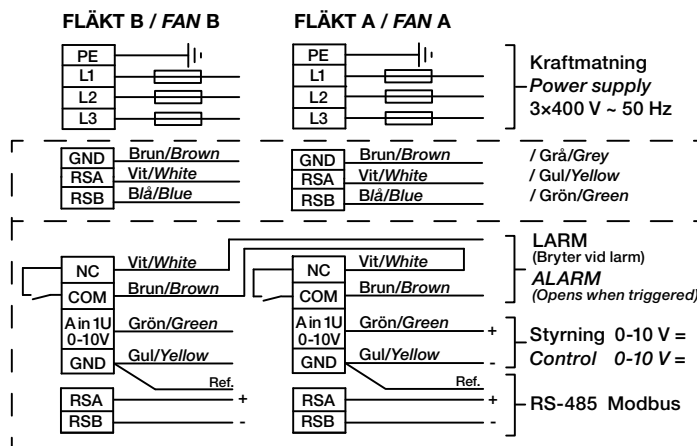 FLÄKT B / FAN B
PE
L1
L2
L3
FLÄKT A / FAN A
PE
L1
L2
L3
Kraftmatning
Power supply
3×400 V ~ 50 Hz
GND Brun/Brown
RSA Vit/White
RSB Blå/Blue
GND Brun/Brown
RSA Vit/White
RSB Blå/Blue
/ Grå/Grey
/ Gul/Yellow
/ Grön/Green
NC Vit/White
COM Brun/Brown
A in 1U
0-10V
Grön/Green
GND Gul/Yellow
Ref.
RSA +
RSB -
NC Vit/White
COM Brun/Brown
A in 1U
0-10V
Grön/Green +
GND Gul/Yellow -
Ref.
RSA +
RSB -
LARM
(Bryter vid larm)
ALARM
(Opens when triggered)
Styrning 0-10 V =
Control 0-10 V =
RS-485 Modbus